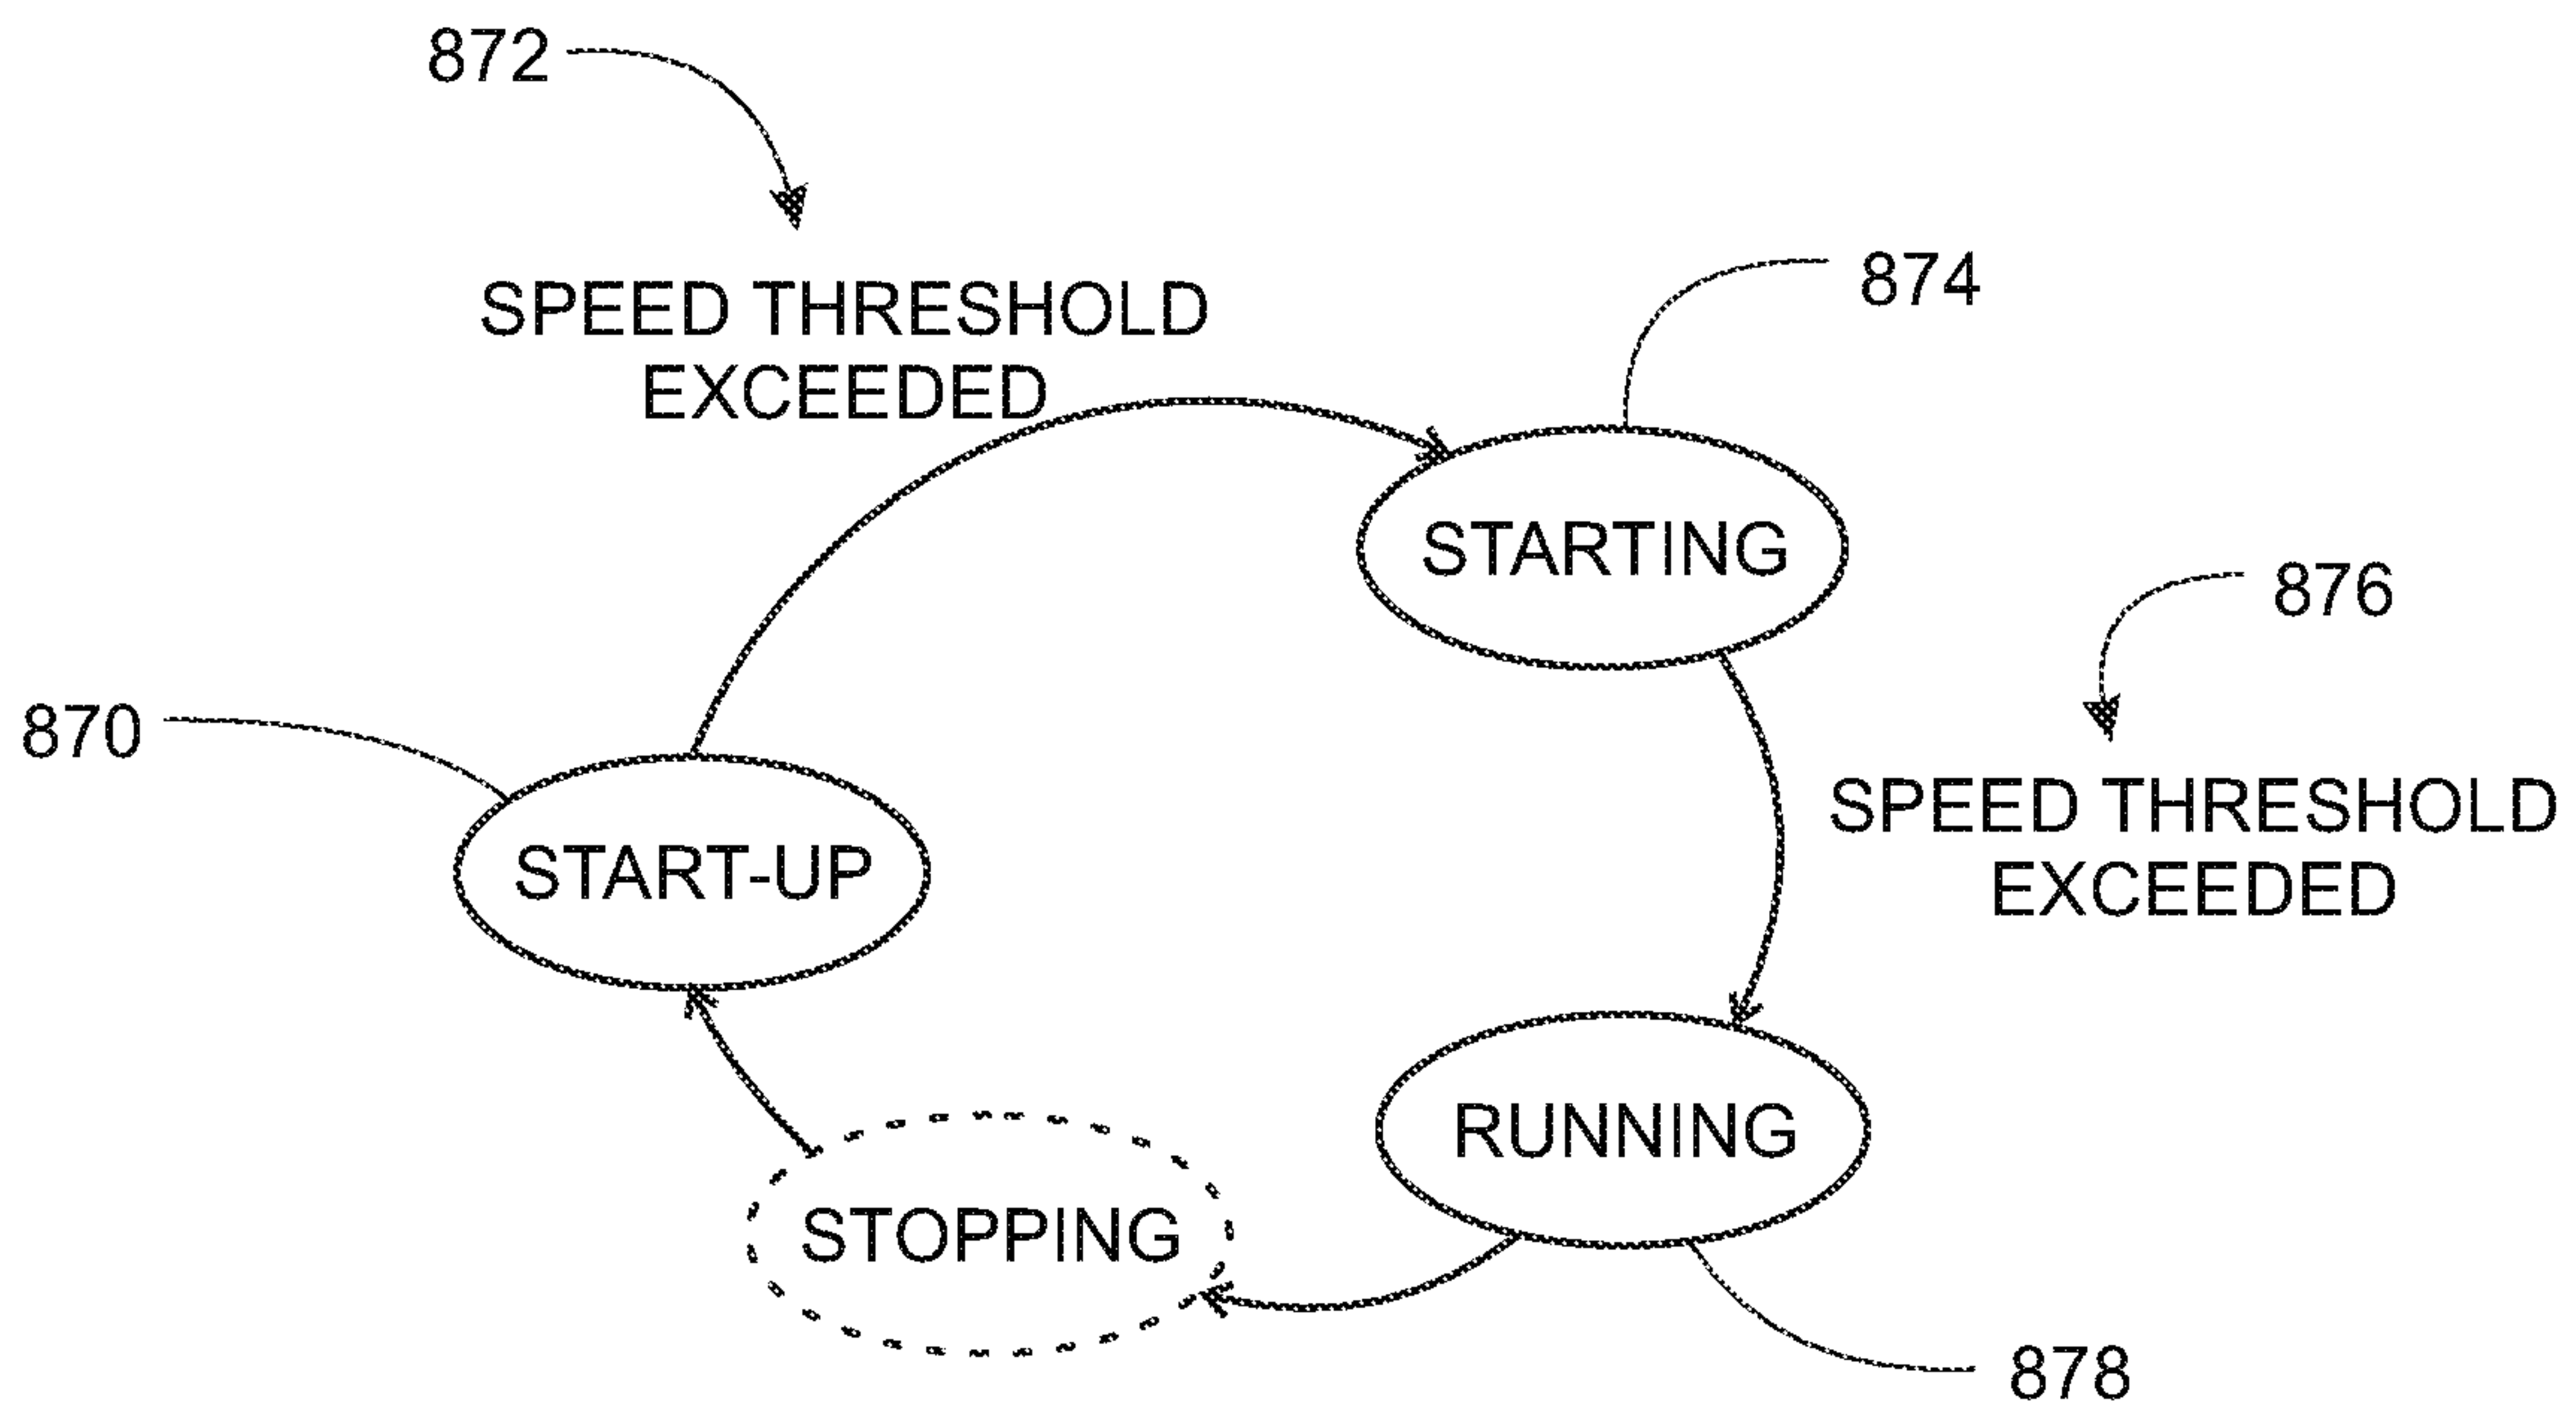 872
SPEED THRESHOLD
EXCEEDED
874
STARTING
876
870
SPEED THRESHOLD
EXCEEDED
START-UP
RUNNING
STOPPING
878